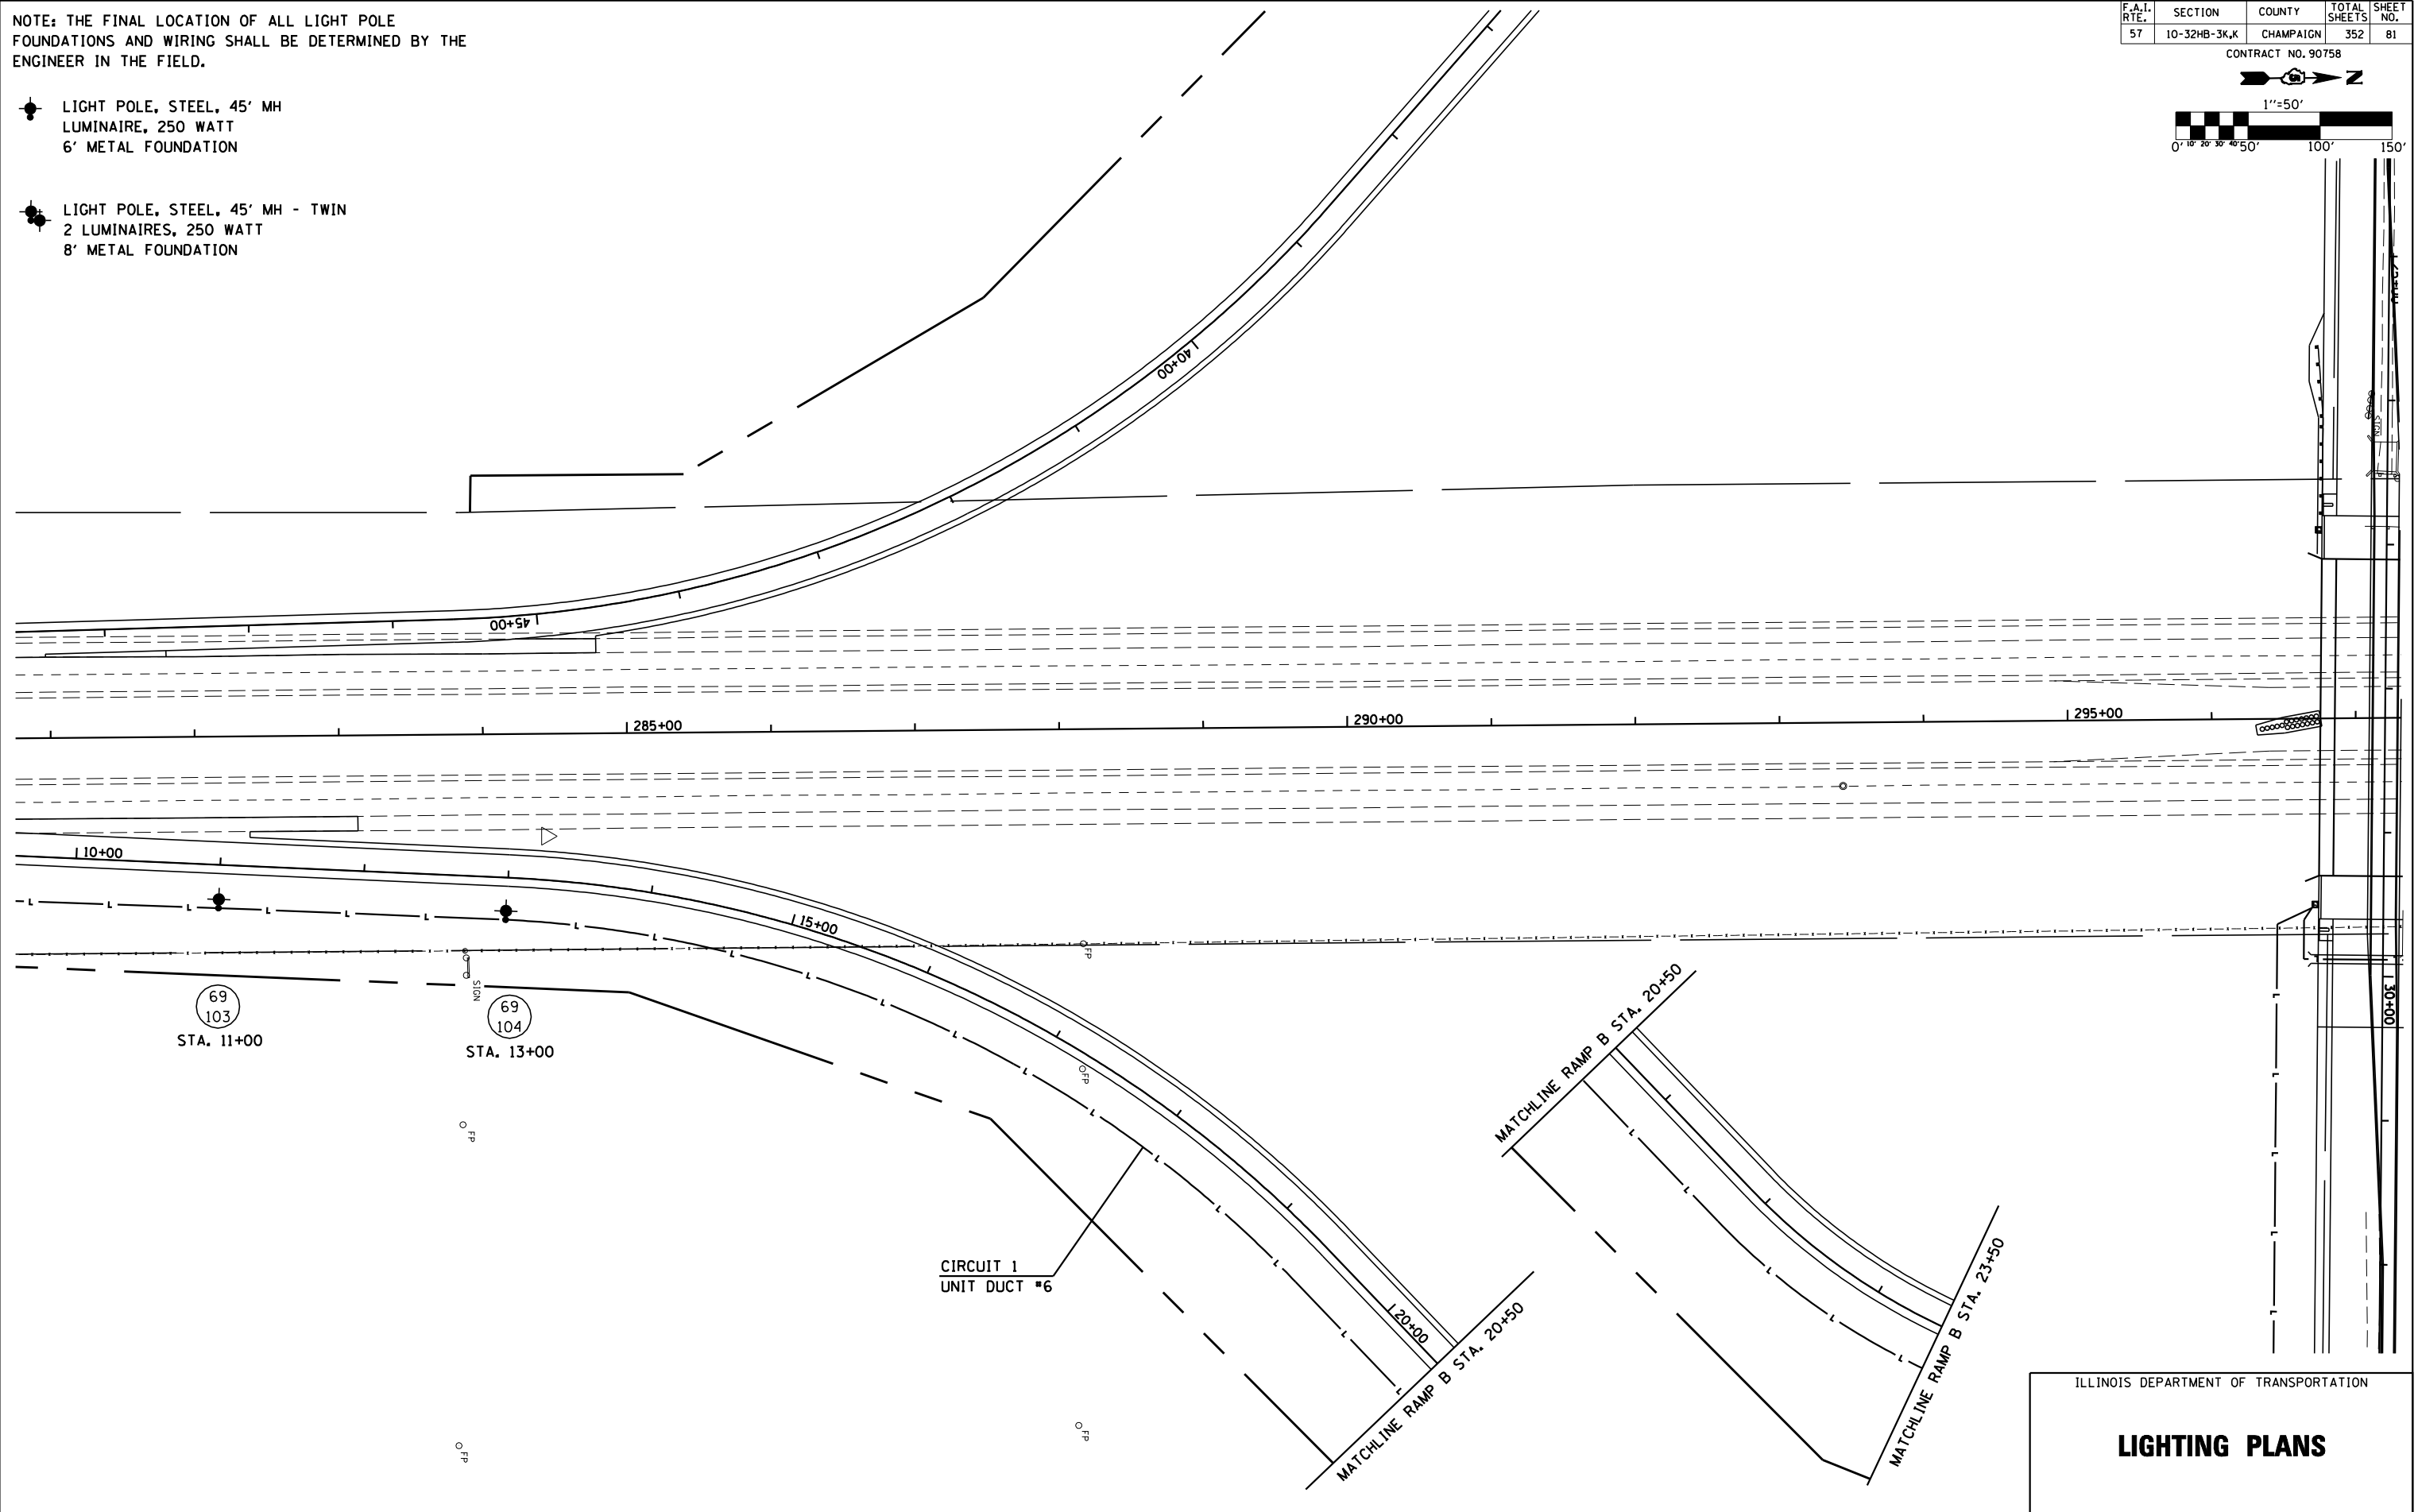 NOTE: THE FINAL LOCATION OF ALL LIGHT POLE
FOUNDATIONS AND WIRING SHALL BE DETERMINED BY THE
ENGINEER IN THE FIELD.
LIGHT POLE, STEEL, 45' MH
LUMINAIRE, 250 WATT
6' METAL FOUNDATION
LIGHT POLE, STEEL, 45' MH - TWIN
2 LUMINAIRES, 250 WATT
8' METAL FOUNDATION
F.A.I. RTE. SECTION COUNTY TOTAL SHEETS SHEET NO.
57 10-32HB-3K,K CHAMPAIGN 352 81
CONTRACT NO. 90758
N
1''=50'
0' 10' 20' 30' 40' 50' 100' 150'
40+00
SIGN
45+00
285+00
290+00
295+00
10+00
L L L L L L L L
15+00
FP
SIGN
69
103
STA. 11+00
69
104
STA. 13+00
30+00
MATCHLINE RAMP B STA. 20+50
FP
FP
CIRCUIT 1
UNIT DUCT #6
20+00
MATCHLINE RAMP B STA. 20+50
MATCHLINE RAMP B STA. 23+50
FP
FP
ILLINOIS DEPARTMENT OF TRANSPORTATION
LIGHTING PLANS